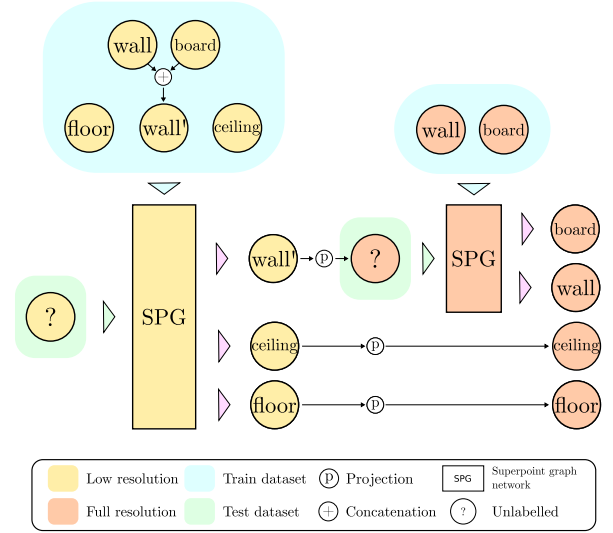 wall
board
+
floor
wall'
ceiling
wall
board
?
SPG
wall'
p
?
SPG
board
wall
ceiling
p
ceiling
floor
p
floor
Low resolution
Train dataset
p
Projection
SPG
Superpoint graph
network
Full resolution
Test dataset
+
Concatenation
?
Unlabelled